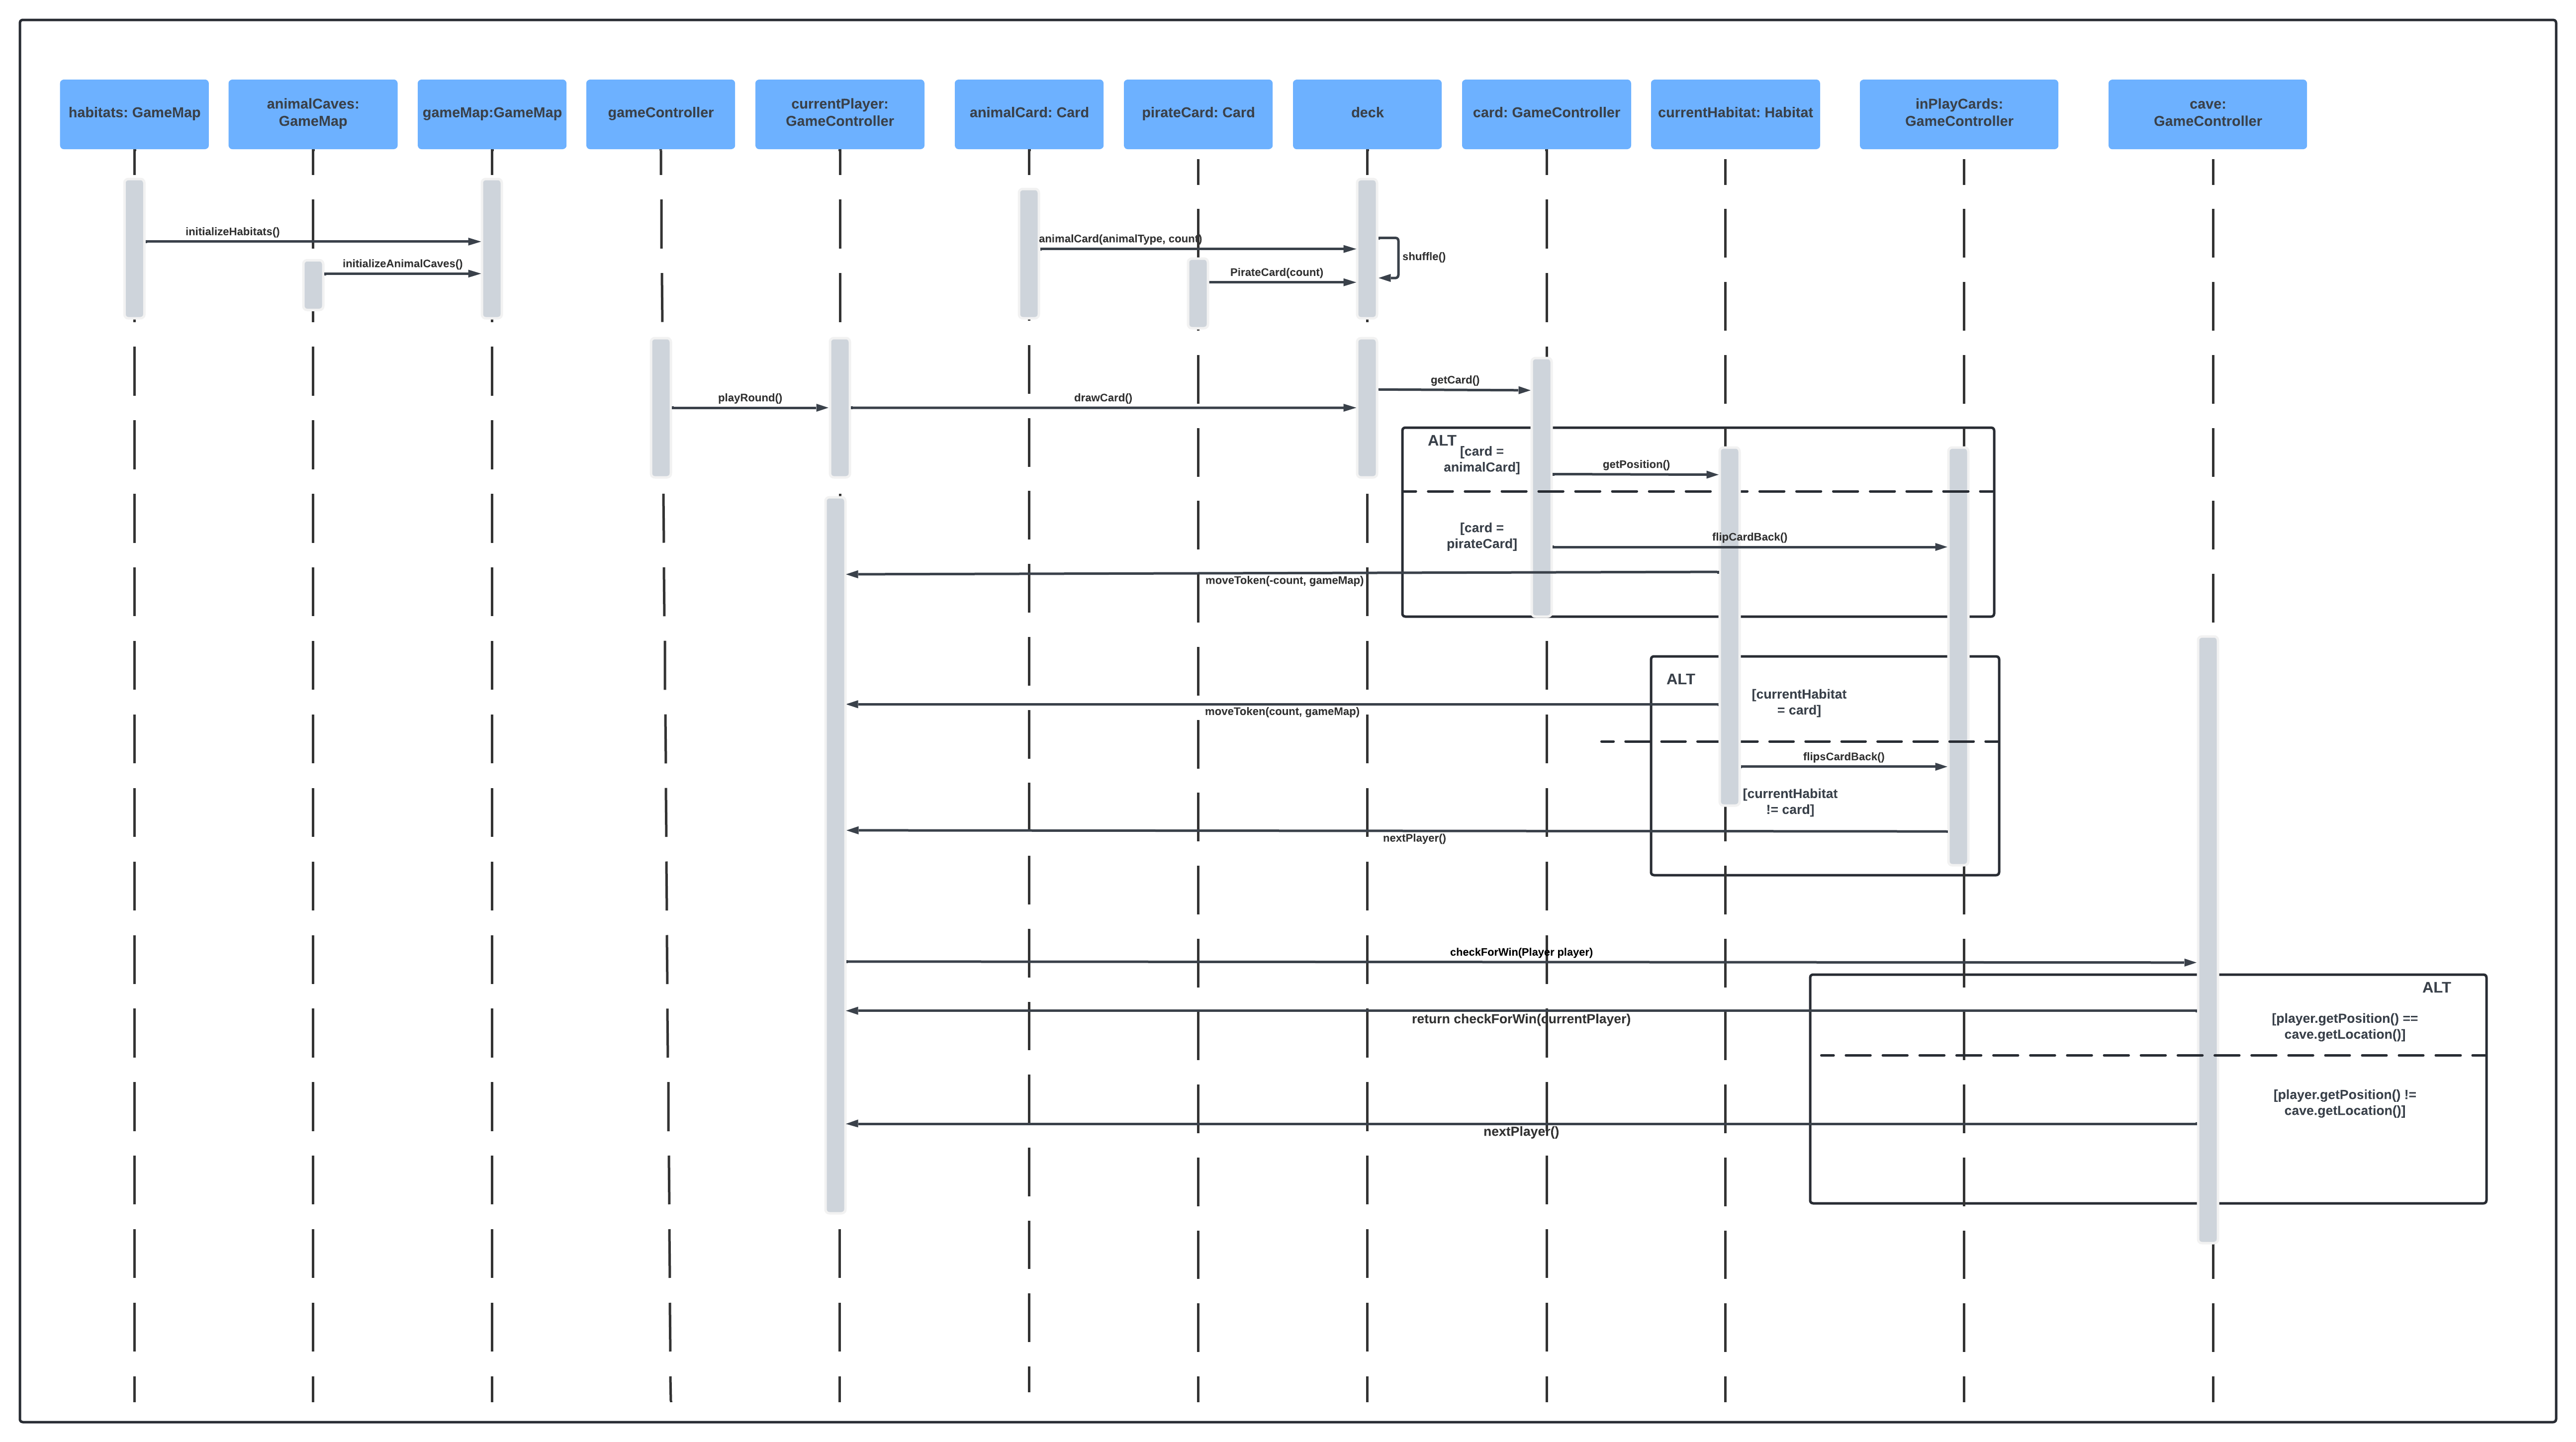 habitats: GameMap
animalCaves:
GameMap
gameMap:GameMap
gameController
currentPlayer:
GameController
animalCard: Card
pirateCard: Card
deck
card: GameController
currentHabitat: Habitat
inPlayCards:
GameController
cave:
GameController
initializeHabitats()
animalCard(animalType, count)
shuffle()
initializeAnimalCaves()
PirateCard(count)
getCard()
playRound()
drawCard()
ALT
[card =
animalCard]
getPosition()
[card =
pirateCard]
flipCardBack()
moveToken(-count, gameMap)
ALT
[currentHabitat
= card]
moveToken(count, gameMap)
flipsCardBack()
[currentHabitat
!= card]
nextPlayer()
checkForWin(Player player)
ALT
return checkForWin(currentPlayer)
[player.getPosition() ==
cave.getLocation()]
[player.getPosition() !=
cave.getLocation()]
nextPlayer()